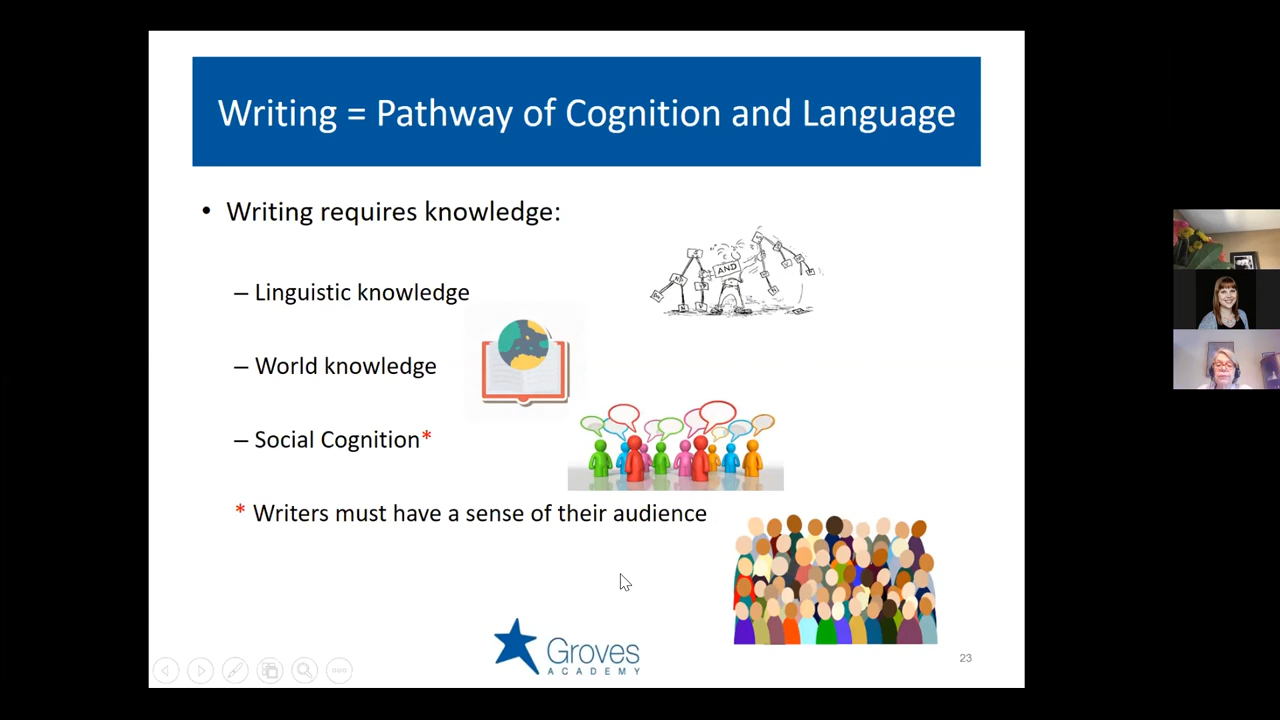 Writing = Pathway of Cognition and Language
• Writing requires knowledge:
AND
– Linguistic knowledge
– World knowledge
– Social Cognition*
* Writers must have a sense of their audience
Groves
ACADEMY
23